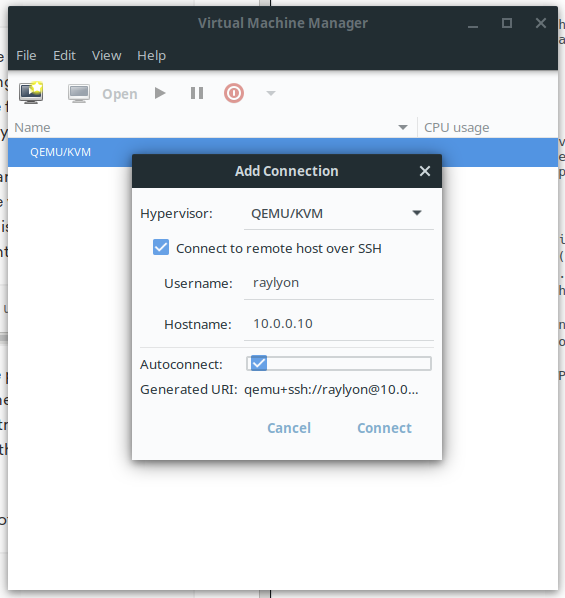 Virtual Machine Manager
File Edit View Help
Open
Name CPU usage
QEMU/KVM
Add Connection
Hypervisor: QEMU/KVM
Connect to remote host over SSH
Username: raylyon
Hostname: 10.0.0.10
Autoconnect:
Generated URI: qemu+ssh://raylyon@10.0...
Cancel Connect